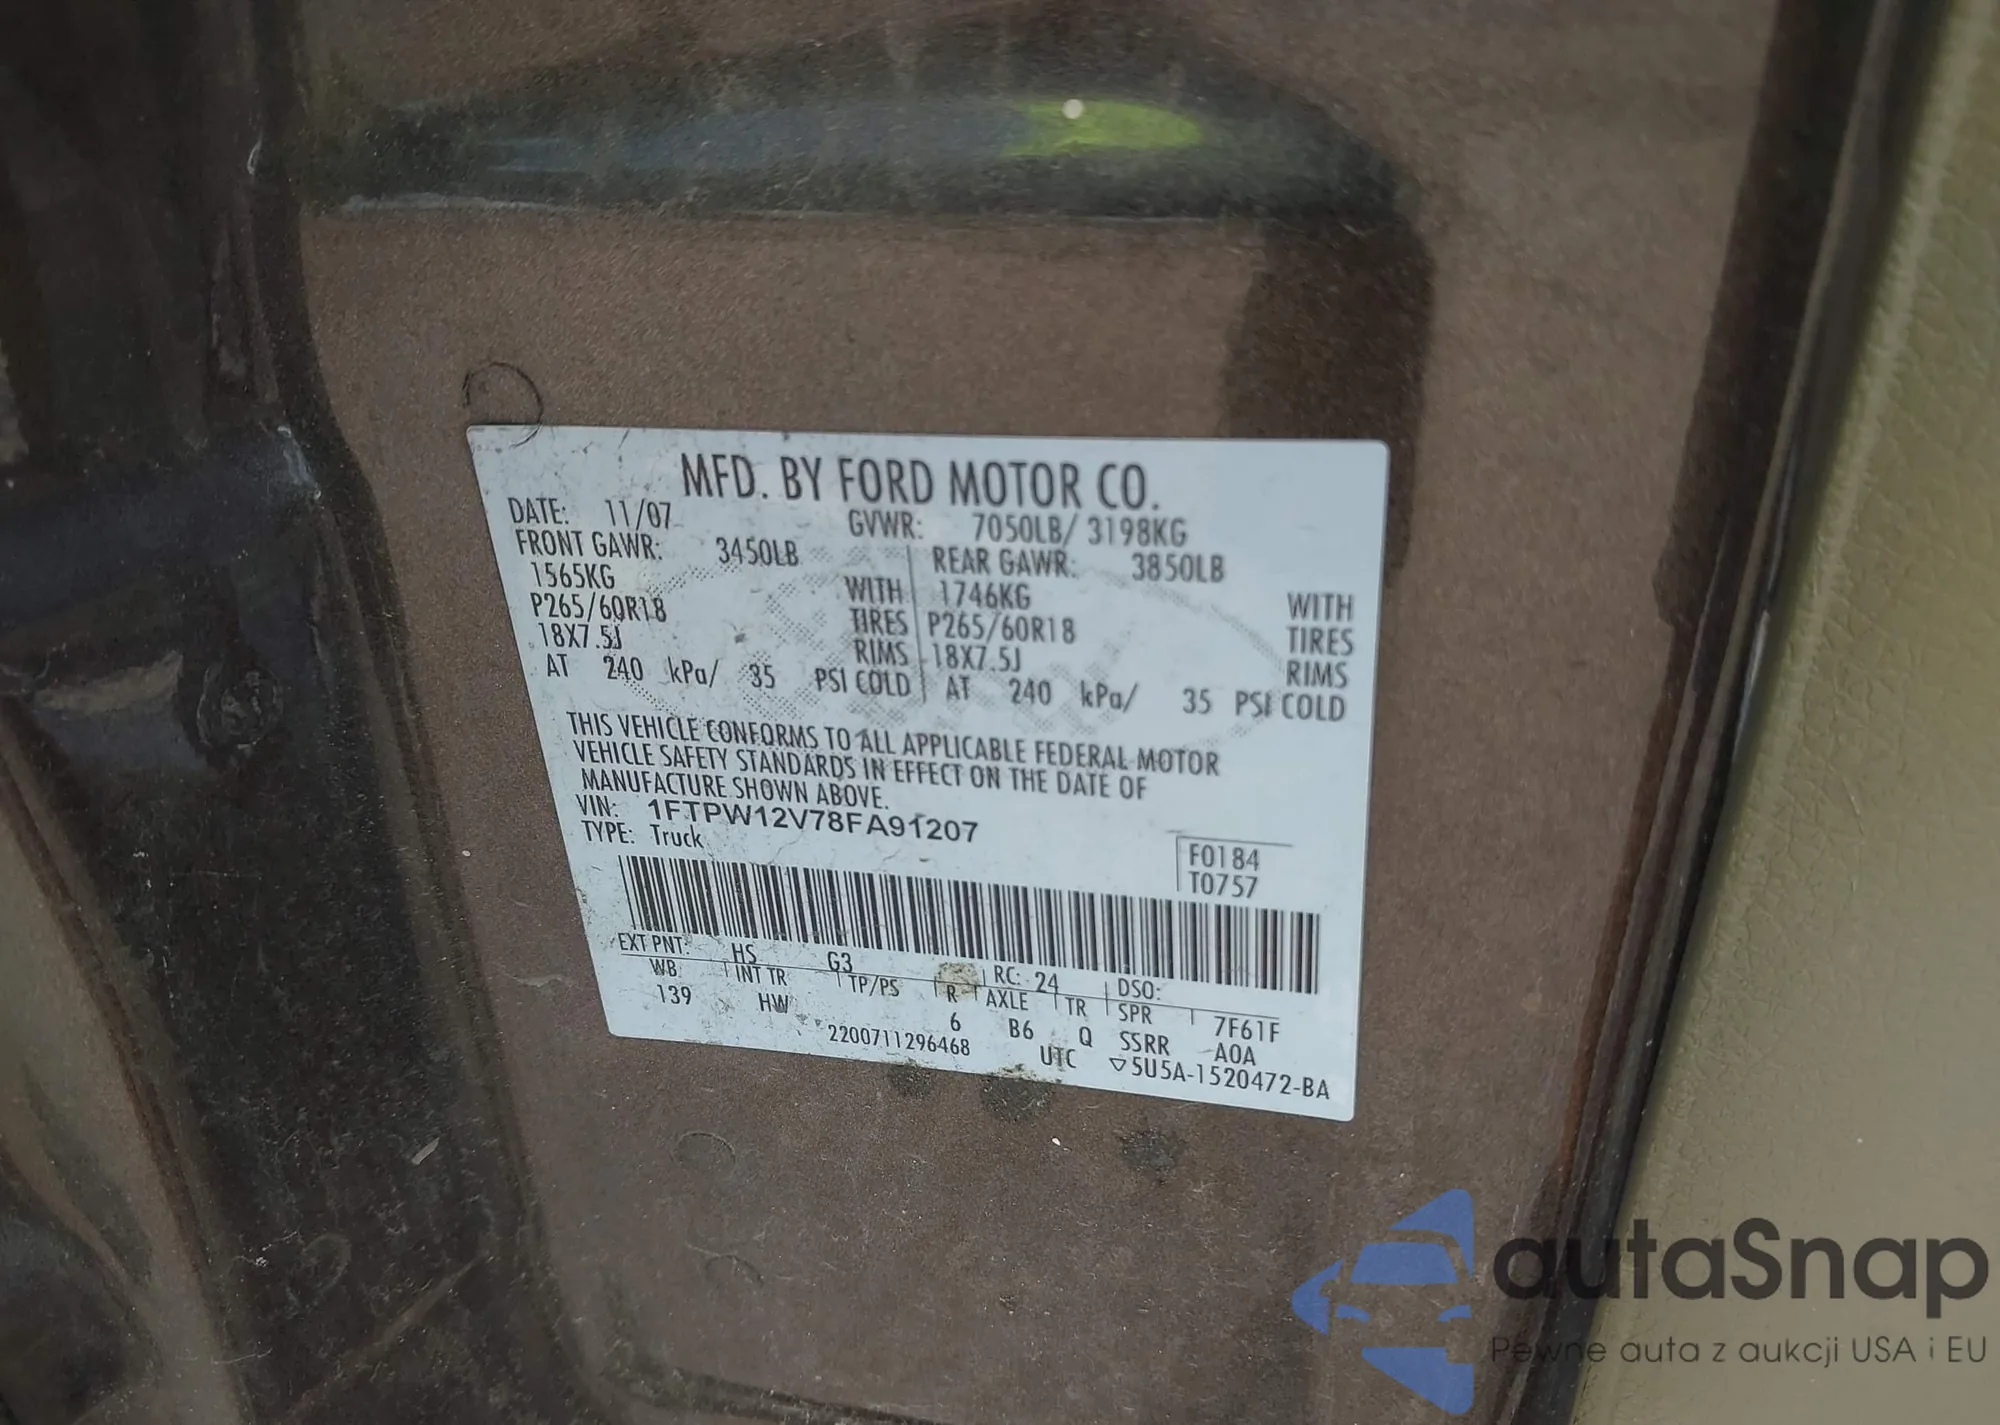 MFD. BY FORD MOTOR CO.
DATE: 11/07 GVWR: 7050LB/ 3198KG
FRONT GAWR: 3450LB REAR GAWR: 3850LB
1565KG WITH 1746KG WITH
P265/60R18 TIRES P265/60R18 TIRES
18X7.5J RIMS 18X7.5J RIMS
AT 240 kPa/ 35 PSI COLD AT 240 kPa/ 35 PSI COLD
THIS VEHICLE CONFORMS TO ALL APPLICABLE FEDERAL MOTOR
VEHICLE SAFETY STANDARDS IN EFFECT ON THE DATE OF
MANUFACTURE SHOWN ABOVE.
VIN: 1FTPW12V78FA91207
TYPE: Truck
F0184
T0757
EXT PNT: HS G3 RC: 24 DSO:
WB INT TR TP/PS R AXLE TR SPR 7F61F
139 HW 6 B6 Q SSRR A0A
2200711296468 UTC ▽5U5A-1520472-BA
autaSnap
Pewne auta z aukcji USA i EU